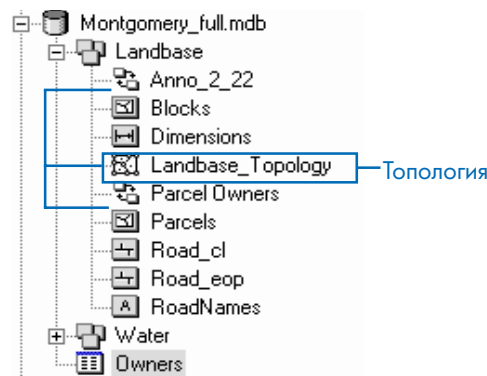 Montgomery_full.mdb
Landbase
Anno_2_22
Blocks
Dimensions
Landbase_Topology
Топология
Parcel Owners
Parcels
Road_cl
Road_eop
A RoadNames
Water
Owners